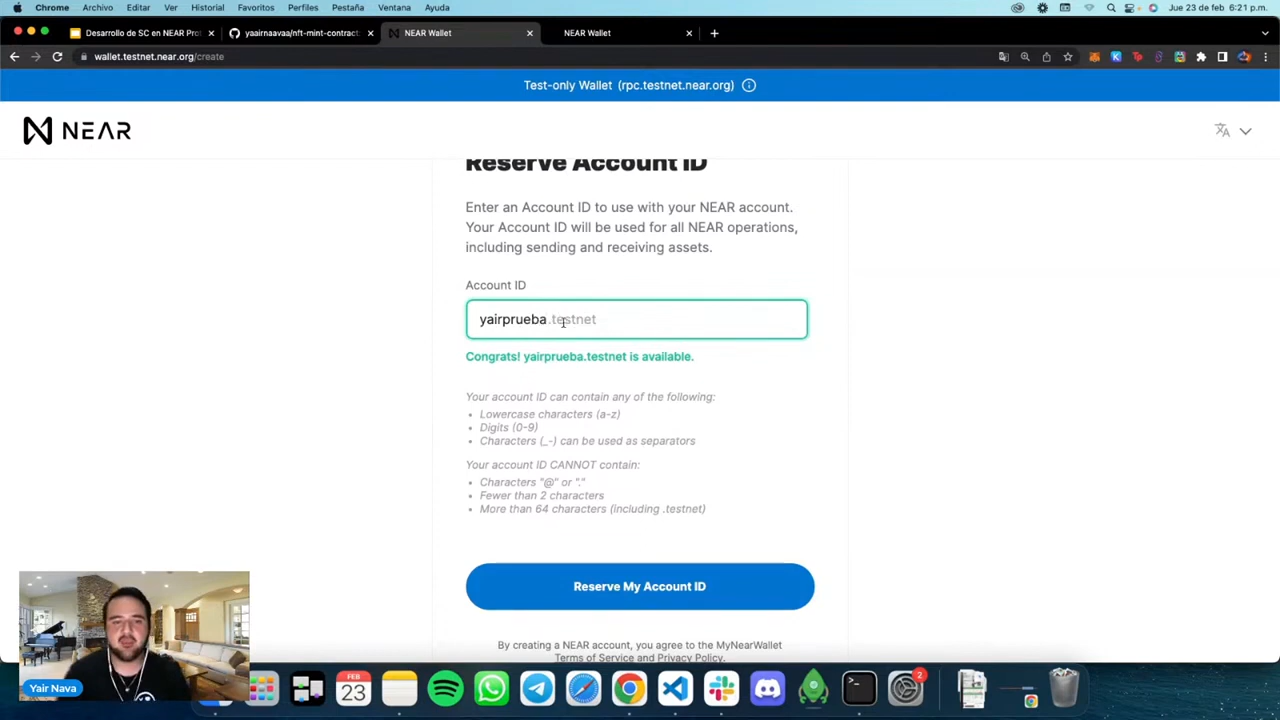 Chrome Archivo Editar Ver Historial Favoritos Perfiles Pestaña Ventana Ayuda Jue 23 de feb 6:21 p.m.
Desarrollo de SC en NEAR Pro × yaairnaavaa/nft-mint-contract × NEAR Wallet × NEAR Wallet × +
wallet.testnet.near.org/create
Test-only Wallet (rpc.testnet.near.org)
NEAR
Reserve Account ID
Enter an Account ID to use with your NEAR account.
Your Account ID will be used for all NEAR operations,
including sending and receiving assets.
Account ID
yairprueba.testnet
Congrats! yairprueba.testnet is available.
Your account ID can contain any of the following:
• Lowercase characters (a-z)
• Digits (0-9)
• Characters (_-) can be used as separators
Your account ID CANNOT contain:
• Characters "@" or "."
• Fewer than 2 characters
• More than 64 characters (including .testnet)
Reserve My Account ID
By creating a NEAR account, you agree to the MyNearWallet
Terms of Service and Privacy Policy.
Yair Nava
FEB
23
2